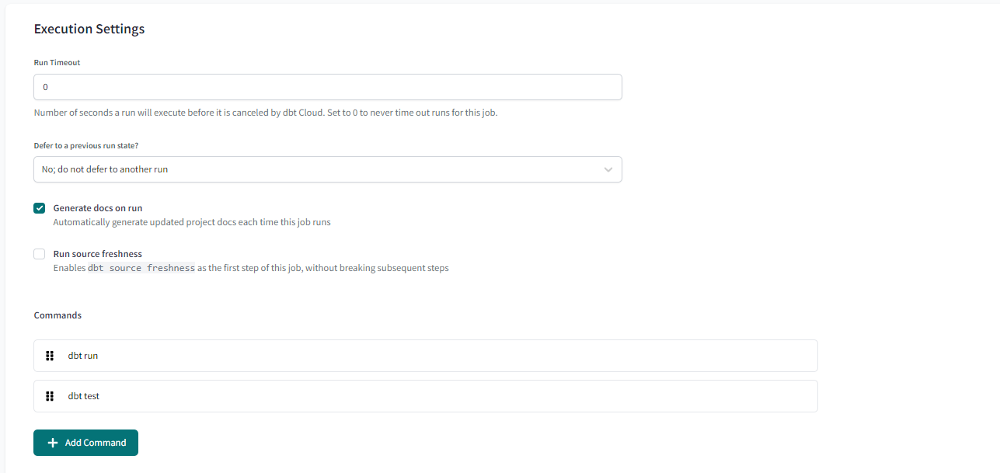 Execution Settings
Run Timeout
0
Number of seconds a run will execute before it is canceled by dbt Cloud. Set to 0 to never time out runs for this job.
Defer to a previous run state?
No; do not defer to another run
Generate docs on run
Automatically generate updated project docs each time this job runs
Run source freshness
Enables dbt source freshness as the first step of this job, without breaking subsequent steps
Commands
dbt run
dbt test
Add Command